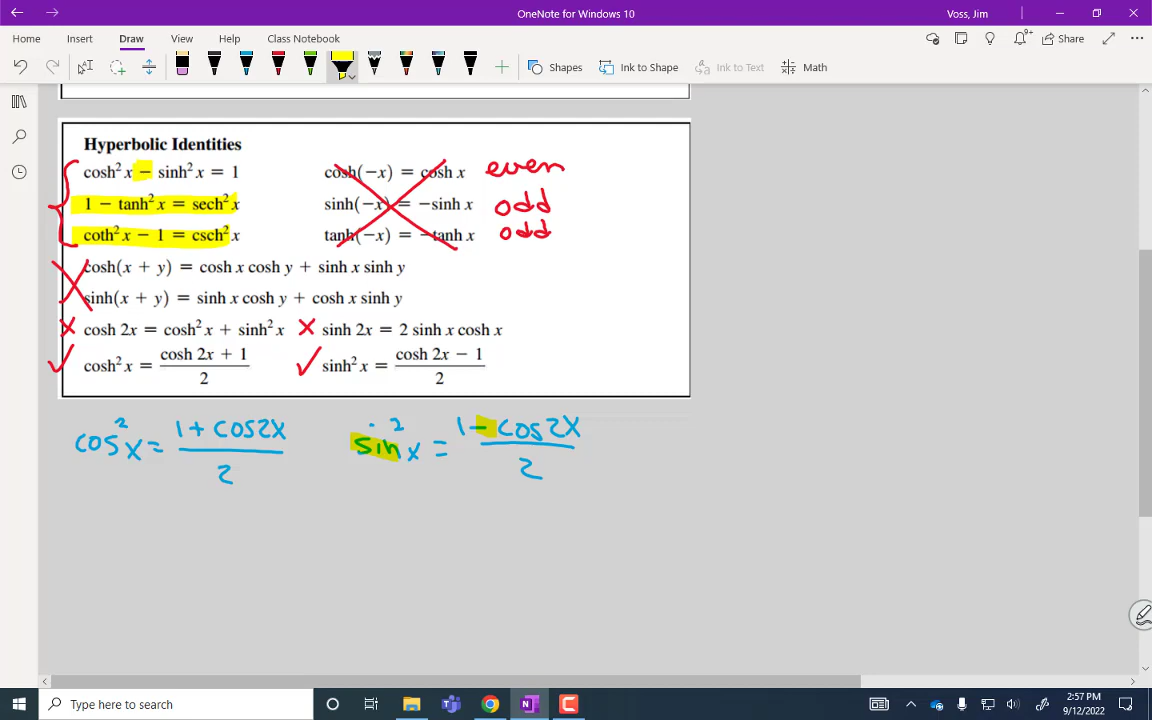 OneNote for Windows 10
Voss, Jim
Home Insert Draw View Help Class Notebook
Share
Shapes Ink to Shape Ink to Text Math
Hyperbolic Identities
cosh² x − sinh² x = 1 cosh(−x) = cosh x even
1 − tanh² x = sech² x sinh(−x) = −sinh x odd
coth² x − 1 = csch² x tanh(−x) = −tanh x odd
cosh(x + y) = cosh x cosh y + sinh x sinh y
sinh(x + y) = sinh x cosh y + cosh x sinh y
cosh 2x = cosh² x + sinh² x sinh 2x = 2 sinh x cosh x
cosh² x = (cosh 2x + 1)/2 sinh² x = (cosh 2x − 1)/2
cos² x = (1 + cos 2x)/2 sin² x = (1 − cos 2x)/2
Type here to search
2:57 PM
9/12/2022